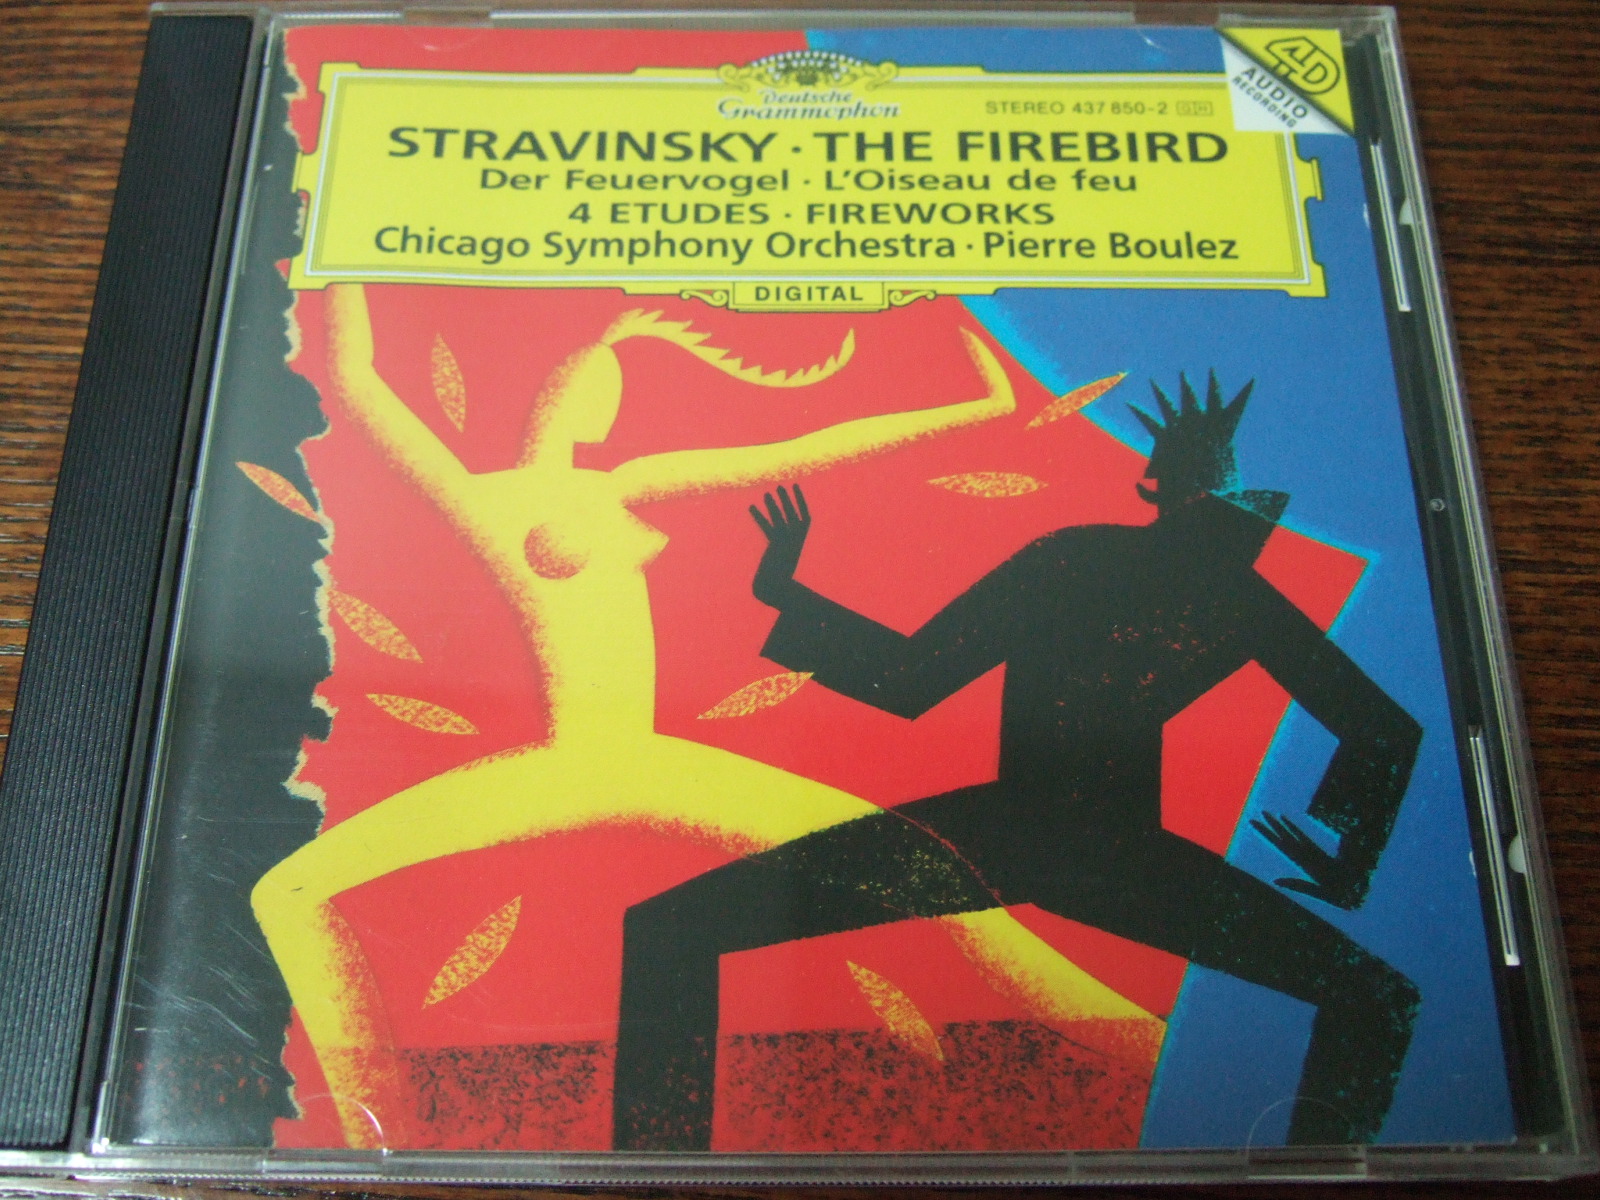 Deutsche
Grammophon
STEREO 437 850-2 GH
4D
AUDIO
RECORDING
STRAVINSKY · THE FIREBIRD
Der Feuervogel · L'Oiseau de feu
4 ETUDES · FIREWORKS
Chicago Symphony Orchestra · Pierre Boulez
DIGITAL